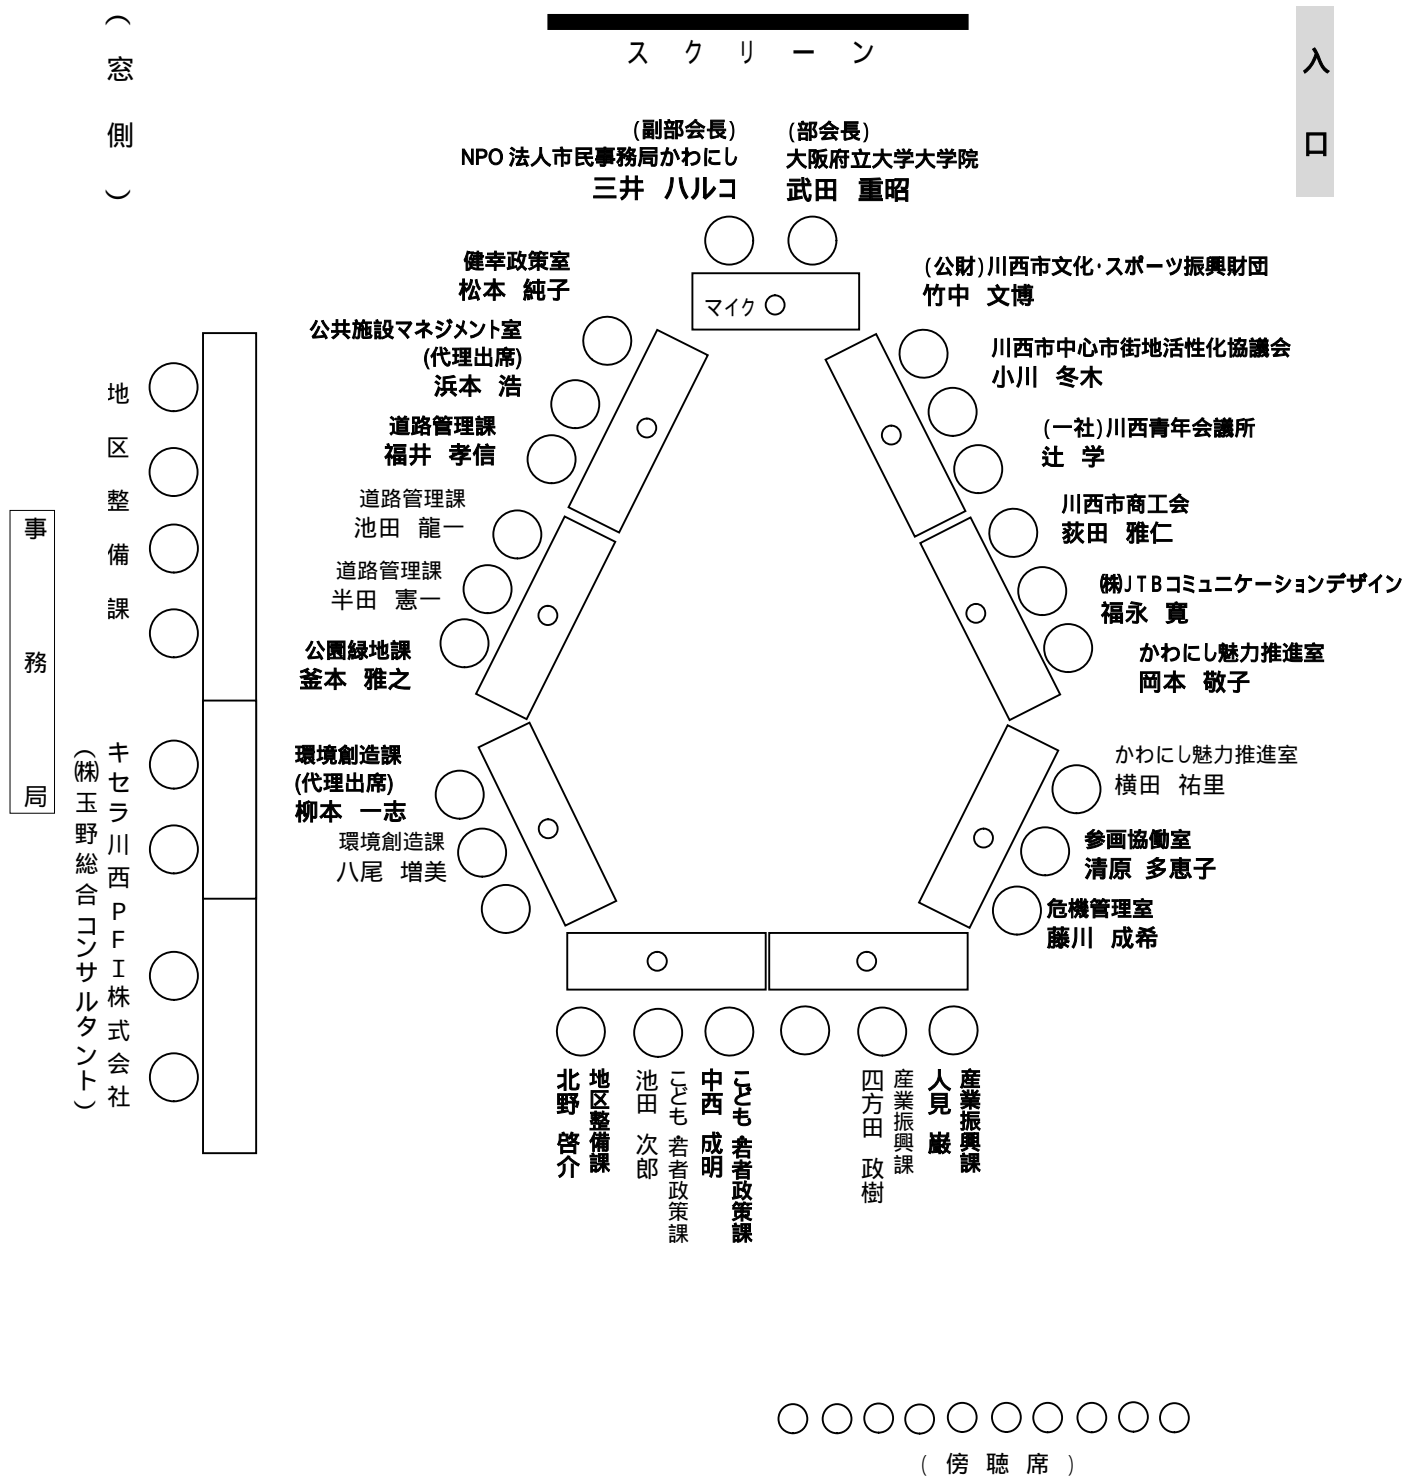 スクリーン
(窓側)
入口
(副部会長)
NPO 法人市民事務局かわにし
三井 ハルコ
(部会長)
大阪府立大学大学院
武田 重昭
マイク
健幸政策室
松本 純子
公共施設マネジメント室
(代理出席)
浜本 浩
道路管理課
福井 孝信
道路管理課
池田 龍一
道路管理課
半田 憲一
公園緑地課
釜本 雅之
環境創造課
(代理出席)
柳本 一志
環境創造課
八尾 増美
(公財)川西市文化・スポーツ振興財団
竹中 文博
川西市中心市街地活性化協議会
小川 冬木
(一社)川西青年会議所
辻 学
川西市商工会
荻田 雅仁
㈱JTBコミュニケーションデザイン
福永 寛
かわにし魅力推進室
岡本 敬子
かわにし魅力推進室
横田 祐里
参画協働室
清原 多恵子
危機管理室
藤川 成希
産業振興課
人見 巌
産業振興課
四方田 政樹
こども・若者政策課
中西 成明
こども・若者政策課
池田 次郎
地区整備課
北野 啓介
地区整備課
キセラ川西PFI株式会社
(㈱玉野総合コンサルタント)
事務局
(傍聴席)